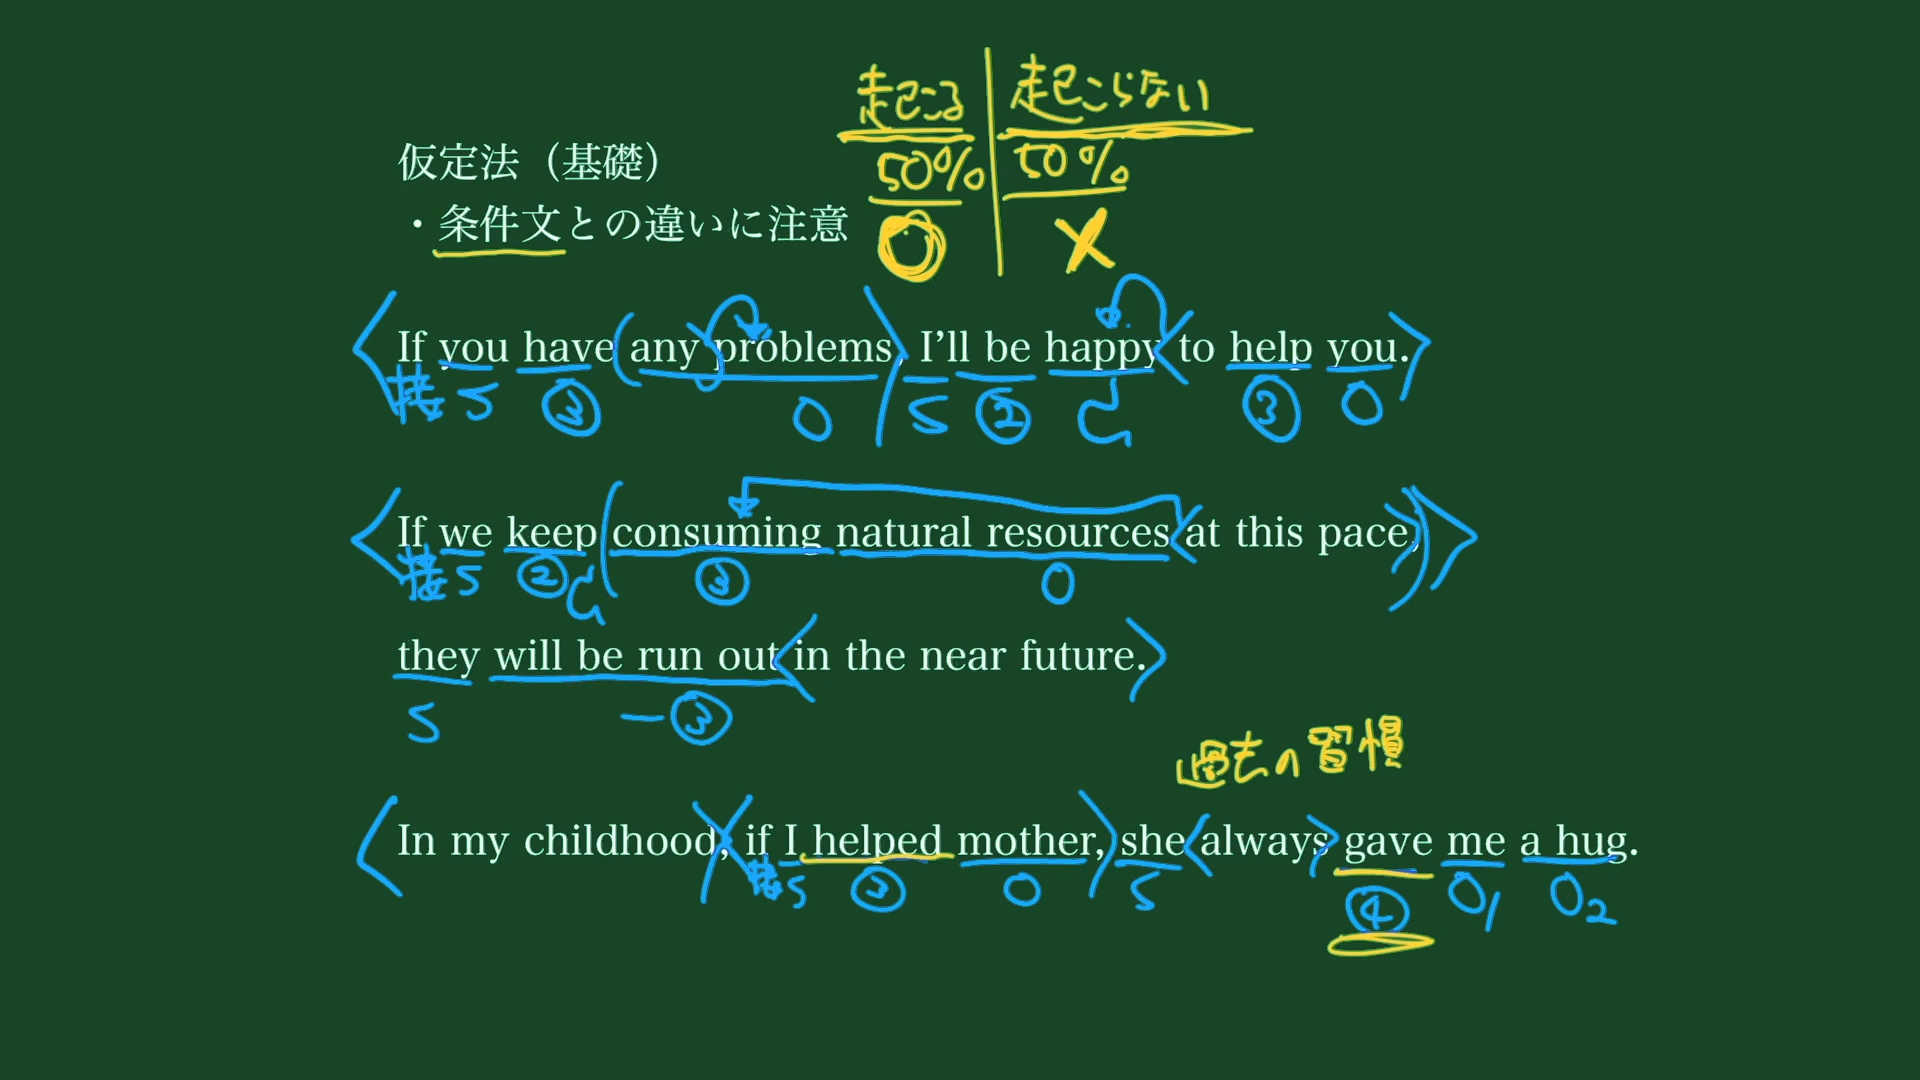 起こる 起こらない
仮定法（基礎）
50% 50%
・条件文との違いに注意
If you have any problems, I'll be happy to help you.
接 S ③ O S ② C ③ O
If we keep consuming natural resources at this pace,
接 S ② C ③ O
they will be run out in the near future.
S -③
過去の習慣
In my childhood, if I helped mother, she always gave me a hug.
接 S ③ O S ④ O1 O2